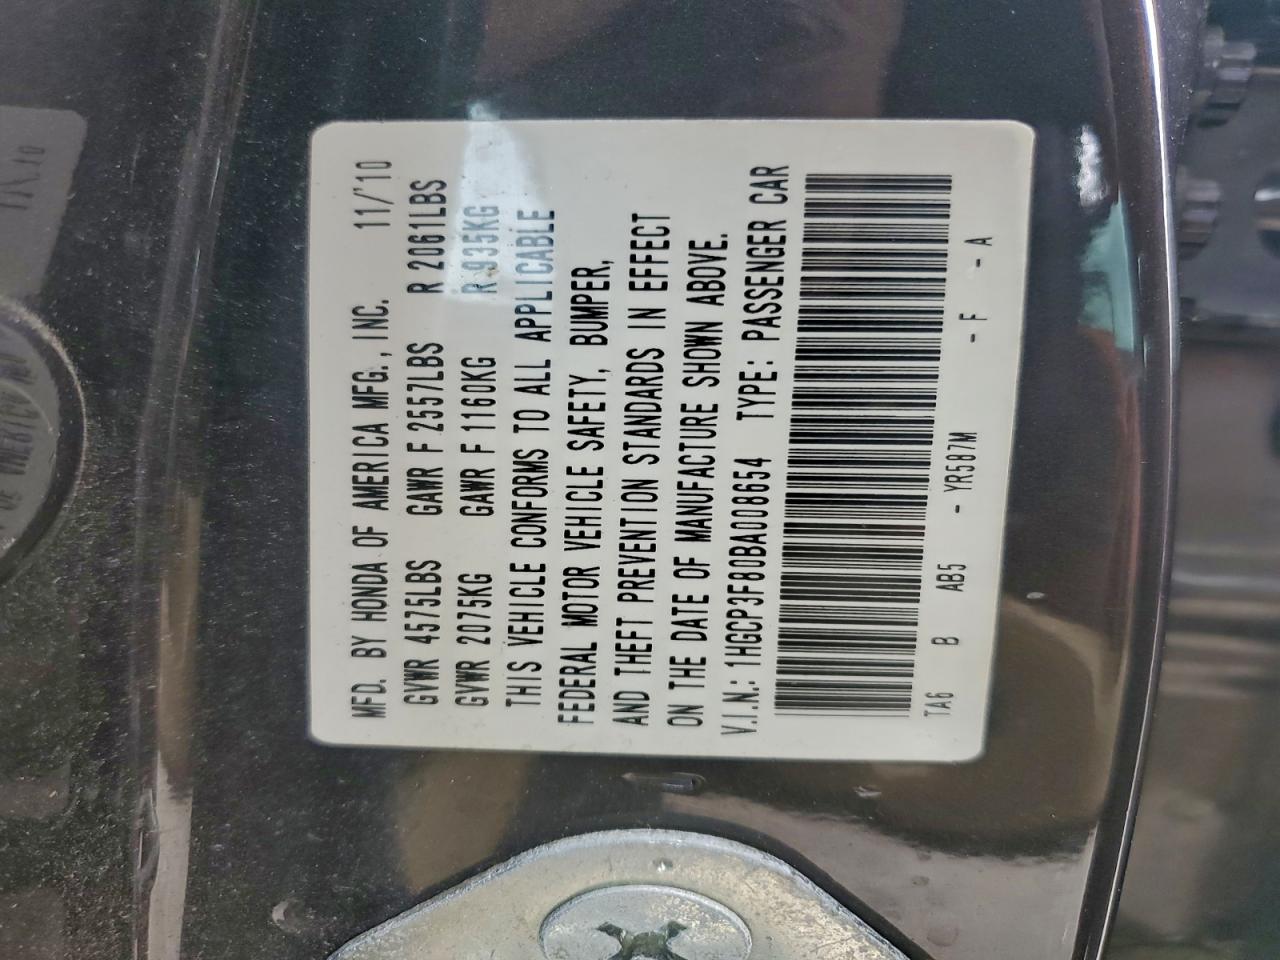 MFD. BY HONDA OF AMERICA MFG., INC. 11/'10
GVWR 4575LBS GAWR F 2557LBS R 2061LBS
GVWR 2075KG GAWR F 1160KG R 935KG
THIS VEHICLE CONFORMS TO ALL APPLICABLE
FEDERAL MOTOR VEHICLE SAFETY, BUMPER,
AND THEFT PREVENTION STANDARDS IN EFFECT
ON THE DATE OF MANUFACTURE SHOWN ABOVE.
V.I.N.: 1HGCP3F80BA008654 TYPE: PASSENGER CAR
TA6 B AB5 - YR587M - F - A